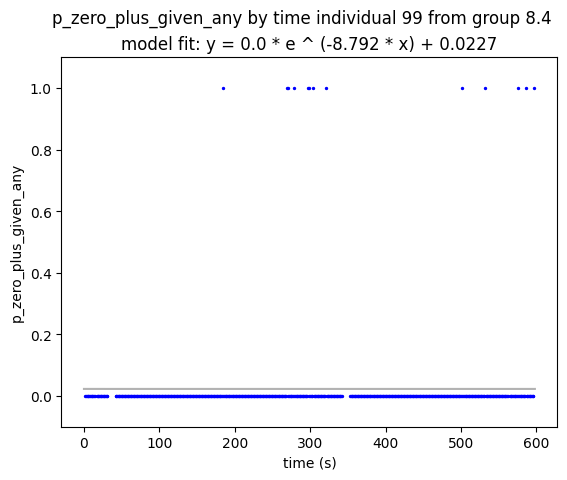 p_zero_plus_given_any by time individual 99 from group 8.4
model fit: y = 0.0 * e ^ (-8.792 * x) + 0.0227
1.0
0.8
0.6
0.4
0.2
0.0
p_zero_plus_given_any
0 100 200 300 400 500 600
time (s)